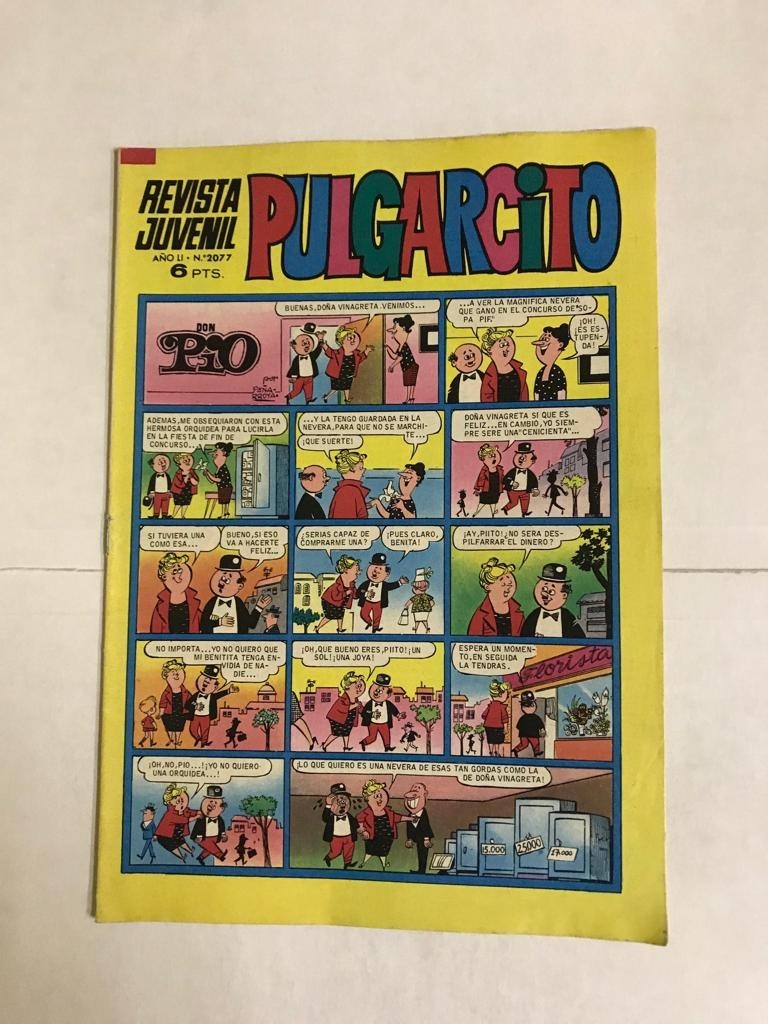 REVISTA
JUVENIL
AÑO LI • N.º 2077
6 PTS.
PULGARCITO
DON
PÍO
por
PEÑA-
RROYA.
BUENAS, DOÑA VINAGRETA. VENIMOS...
...A VER LA MAGNIFICA NEVERA
QUE GANO EN EL CONCURSO DE "SO-
PA PIF."
¡OH!
¡ES ES-
TUPEN-
DA!
ADEMAS, ME OBSEQUIARON CON ESTA
HERMOSA ORQUIDEA PARA LUCIRLA
EN LA FIESTA DE FIN DE
CONCURSO...
...Y LA TENGO GUARDADA EN LA
NEVERA, PARA QUE NO SE MARCHI-
TE...
¡QUE SUERTE!
DOÑA VINAGRETA SI QUE ES
FELIZ...EN CAMBIO, YO SIEM-
PRE SERE UNA "CENICIENTA"...
SI TUVIERA UNA
COMO ESA...
BUENO, SI ESO
VA A HACERTE
FELIZ...
¿SERIAS CAPAZ DE
COMPRARME UNA?
¡PUES CLARO,
BENITA!
¡AY, PIITO! ¿NO SERA DES-
PILFARRAR EL DINERO?
NO IMPORTA...YO NO QUIERO QUE
MI BENITITA TENGA EN-
VIDIA DE NA-
DIE...
¡OH, QUE BUENO ERES, PIITO! ¡UN
SOL! ¡UNA JOYA!
ESPERA UN MOMEN-
TO. EN SEGUIDA
LA TENDRAS.
Florista
¡OH, NO, PIO...! ¡YO NO QUIERO
UNA ORQUIDEA...!
¡LO QUE QUIERO ES UNA NEVERA DE ESAS TAN GORDAS COMO LA
DE DOÑA VINAGRETA!
15.000
25000
17.000